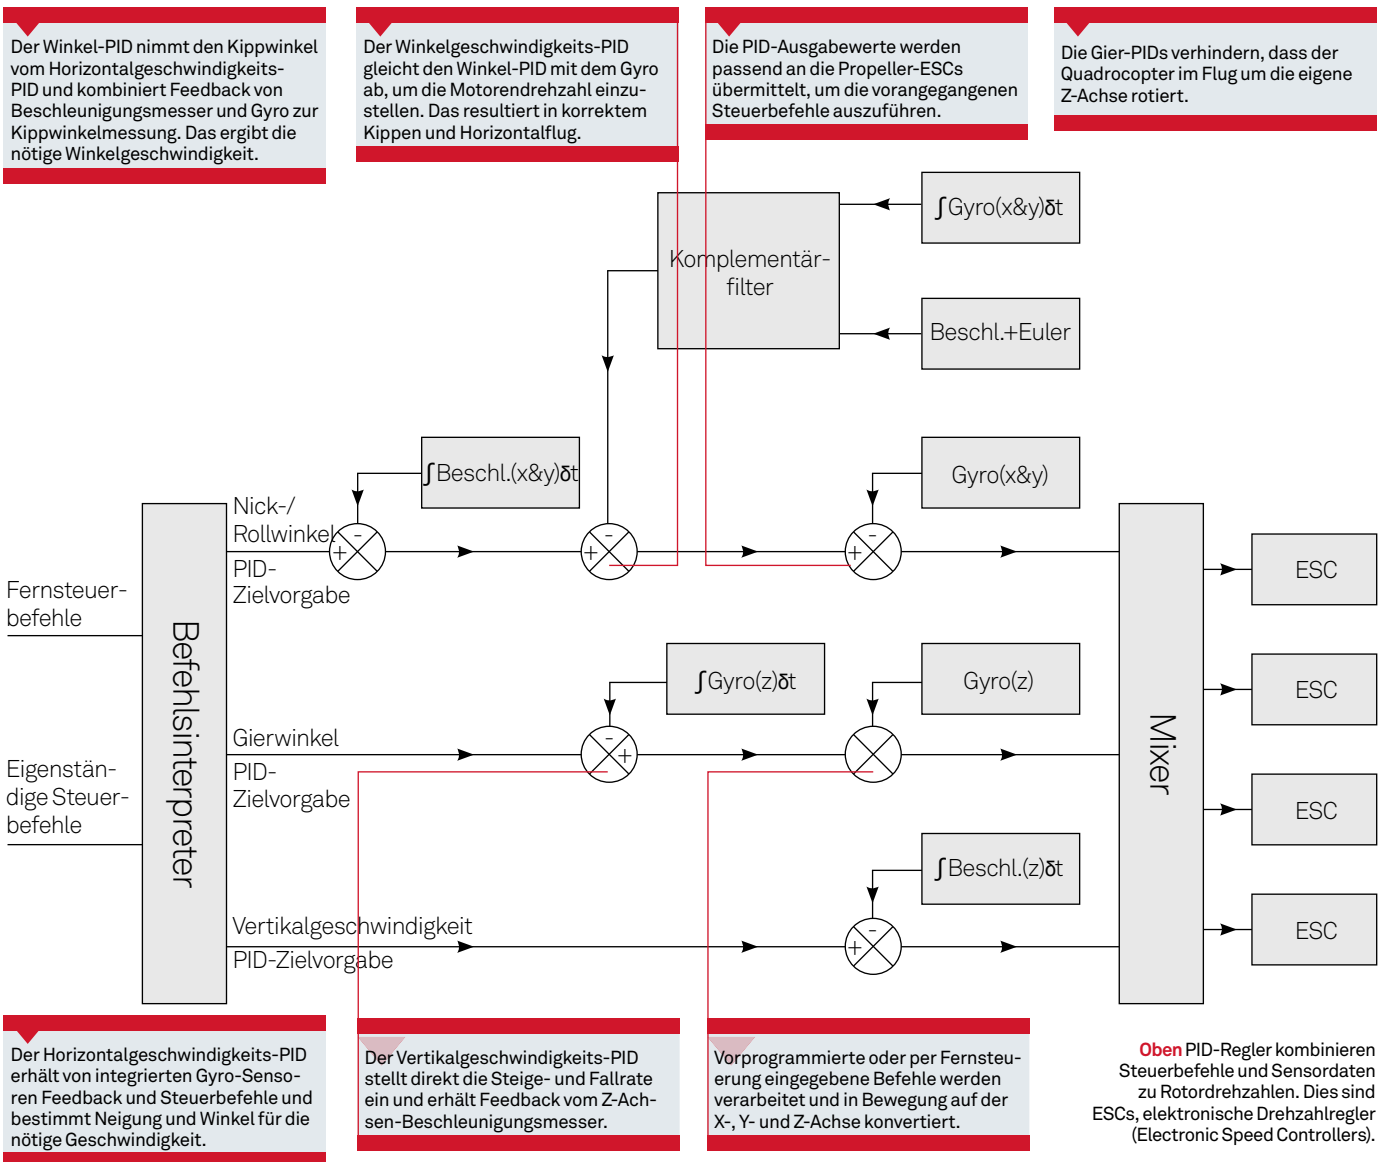 Der Winkel-PID nimmt den Kippwinkel
vom Horizontalgeschwindigkeits-
PID und kombiniert Feedback von
Beschleunigungsmesser und Gyro zur
Kippwinkelmessung. Das ergibt die
nötige Winkelgeschwindigkeit.
Der Winkelgeschwindigkeits-PID
gleicht den Winkel-PID mit dem Gyro
ab, um die Motorendrehzahl einzu-
stellen. Das resultiert in korrektem
Kippen und Horizontalflug.
Die PID-Ausgabewerte werden
passend an die Propeller-ESCs
übermittelt, um die vorangegangenen
Steuerbefehle auszuführen.
Die Gier-PIDs verhindern, dass der
Quadrocopter im Flug um die eigene
Z-Achse rotiert.
∫Gyro(x&y)δt
Komplementär-
filter
Beschl.+Euler
∫Beschl.(x&y)δt
Gyro(x&y)
Nick-/
Rollwinkel
PID-
Zielvorgabe
- +
- +
- +
ESC
Fernsteuer-
befehle
Befehlsinterpreter
∫Gyro(z)δt
Gyro(z)
ESC
Mixer
Gierwinkel
PID-
Zielvorgabe
- +
-
Eigenstän-
dige Steuer-
befehle
ESC
∫Beschl.(z)δt
Vertikalgeschwindigkeit
PID-Zielvorgabe
- +
ESC
Der Horizontalgeschwindigkeits-PID
erhält von integrierten Gyro-Senso-
ren Feedback und Steuerbefehle und
bestimmt Neigung und Winkel für die
nötige Geschwindigkeit.
Der Vertikalgeschwindigkeits-PID
stellt direkt die Steige- und Fallrate
ein und erhält Feedback vom Z-Ach-
sen-Beschleunigungsmesser.
Vorprogrammierte oder per Fernsteu-
erung eingegebene Befehle werden
verarbeitet und in Bewegung auf der
X-, Y- und Z-Achse konvertiert.
Oben PID-Regler kombinieren
Steuerbefehle und Sensordaten
zu Rotordrehzahlen. Dies sind
ESCs, elektronische Drehzahlregler
(Electronic Speed Controllers).